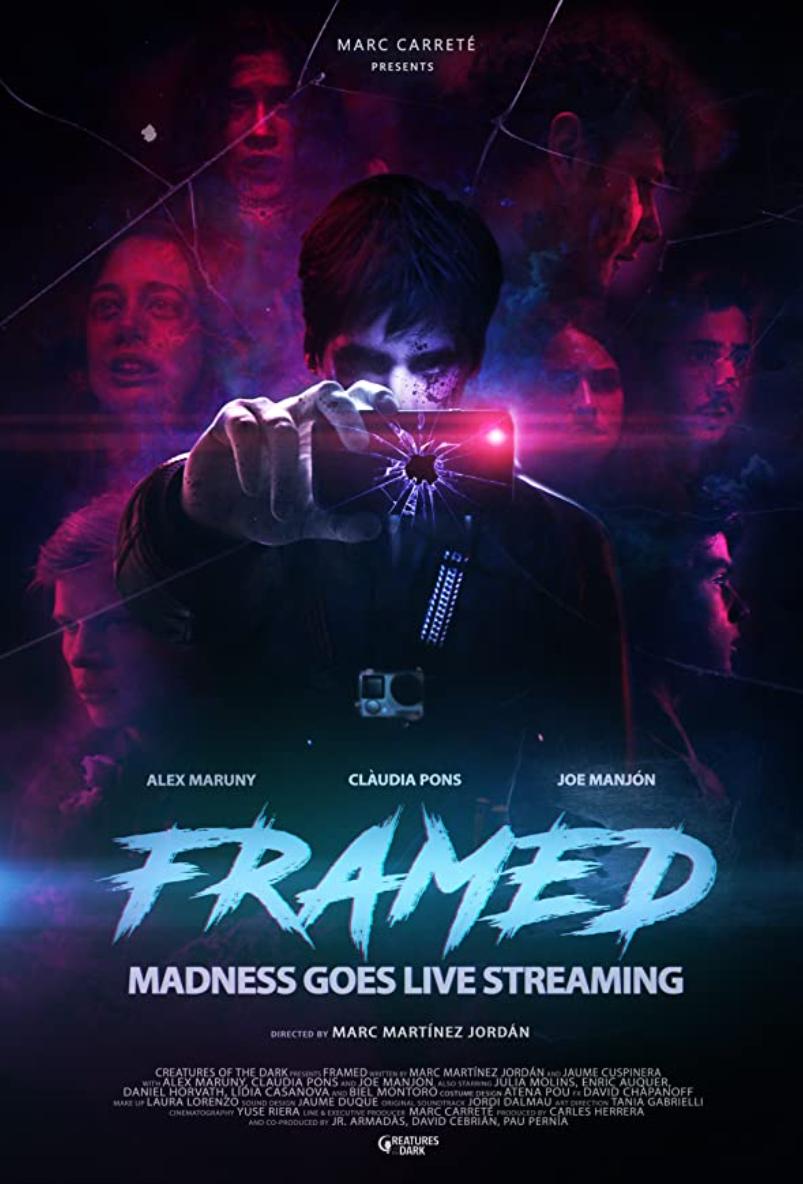 MARC CARRETÉ
PRESENTS
ALEX MARUNY CLÀUDIA PONS JOE MANJÓN
FRAMED
MADNESS GOES LIVE STREAMING
DIRECTED BY MARC MARTÍNEZ JORDÁN
CREATURES OF THE DARK PRESENTS FRAMED WRITTEN BY MARC MARTÍNEZ JORDÁN AND JAUME CUSPINERA
WITH ALEX MARUNY, CLAUDIA PONS AND JOE MANJON, ALSO STARRING JÚLIA MOLINS, ENRIC AUQUER,
DANIEL HORVATH, LÍDIA CASANOVA AND BIEL MONTORO COSTUME DESIGN ATENA POU FX DAVID CHAPANOFF
MAKE UP LAURA LORENZO SOUND DESIGN JAUME DUQUE ORIGINAL SOUNDTRACK JORDI DALMAU ART DIRECTION TANIA GABRIELLI
CINEMATOGRAPHY YUSE RIERA LINE & EXECUTIVE PRODUCER MARC CARRETÉ PRODUCED BY CARLES HERRERA
AND CO-PRODUCED BY JR. ARMADÀS, DAVID CEBRIÁN, PAU PERNÍA
CREATURES
DARK